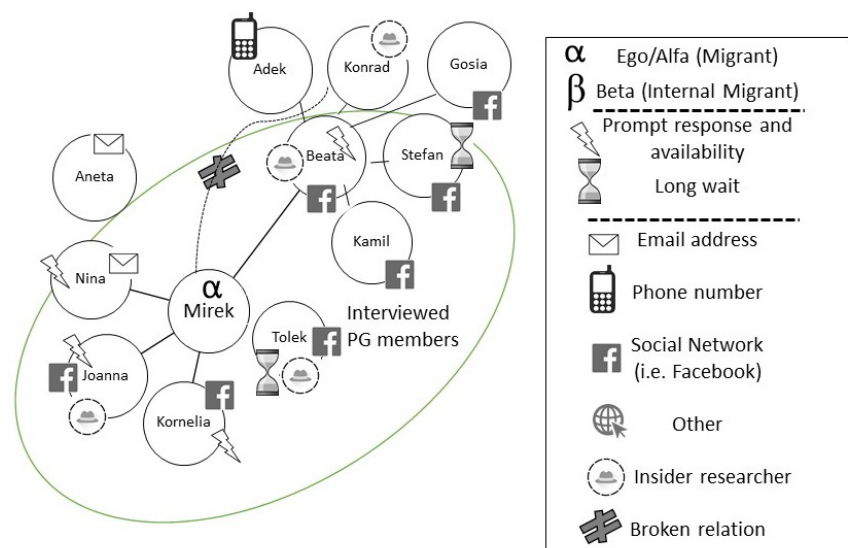 Adek
Konrad
Gosia
Aneta
Beata
Stefan
Kamil
Nina
α
Mirek
Interviewed
PG members
Tolek
Joanna
Kornelia
α Ego/Alfa (Migrant)
β Beta (Internal Migrant)
Prompt response and
availability
Long wait
Email address
Phone number
Social Network
(i.e. Facebook)
Other
Insider researcher
Broken relation